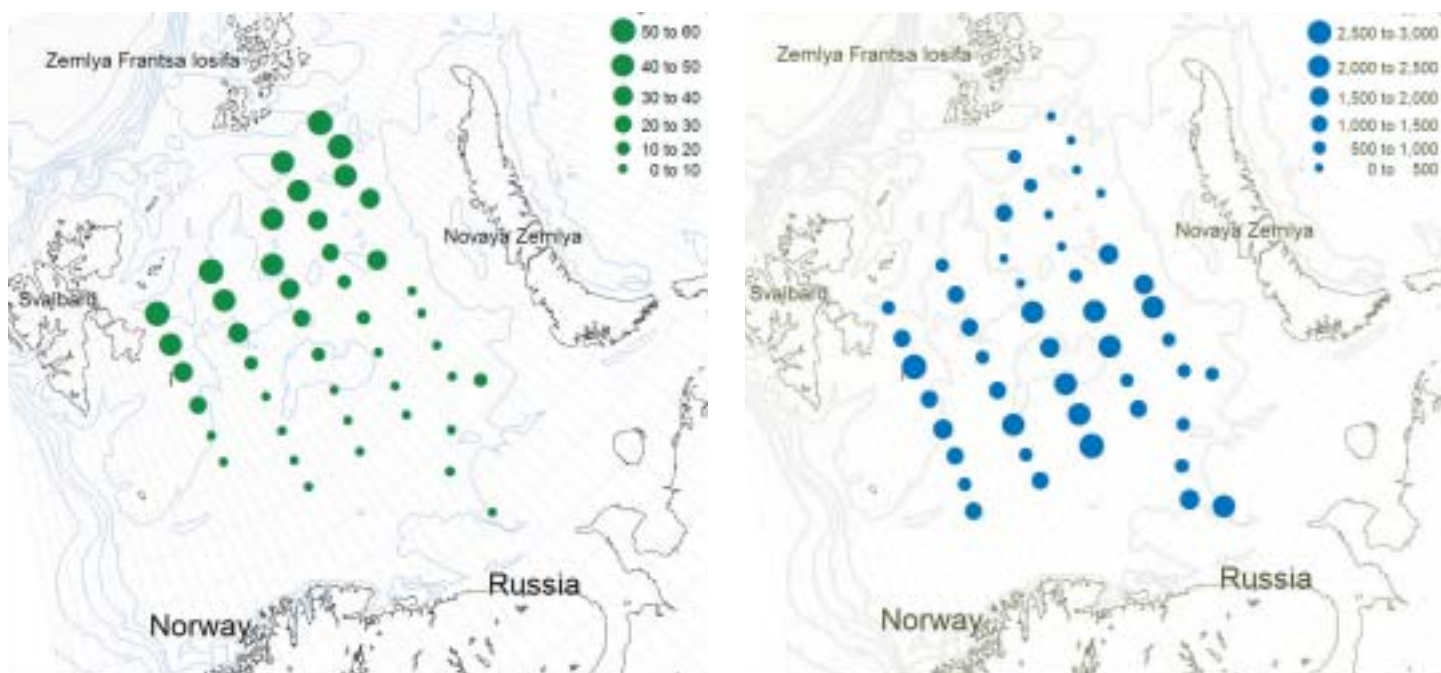 50 to 60
40 to 50
30 to 40
20 to 30
10 to 20
0 to 10
Zemlya Frantsa Iosifa
Novaya Zemlya
Svalbard
Russia
Norway
2,500 to 3,000
2,000 to 2,500
1,500 to 2,000
1,000 to 1,500
500 to 1,000
0 to 500
Zemlya Frantsa Iosifa
Novaya Zemlya
Svalbard
Russia
Norway